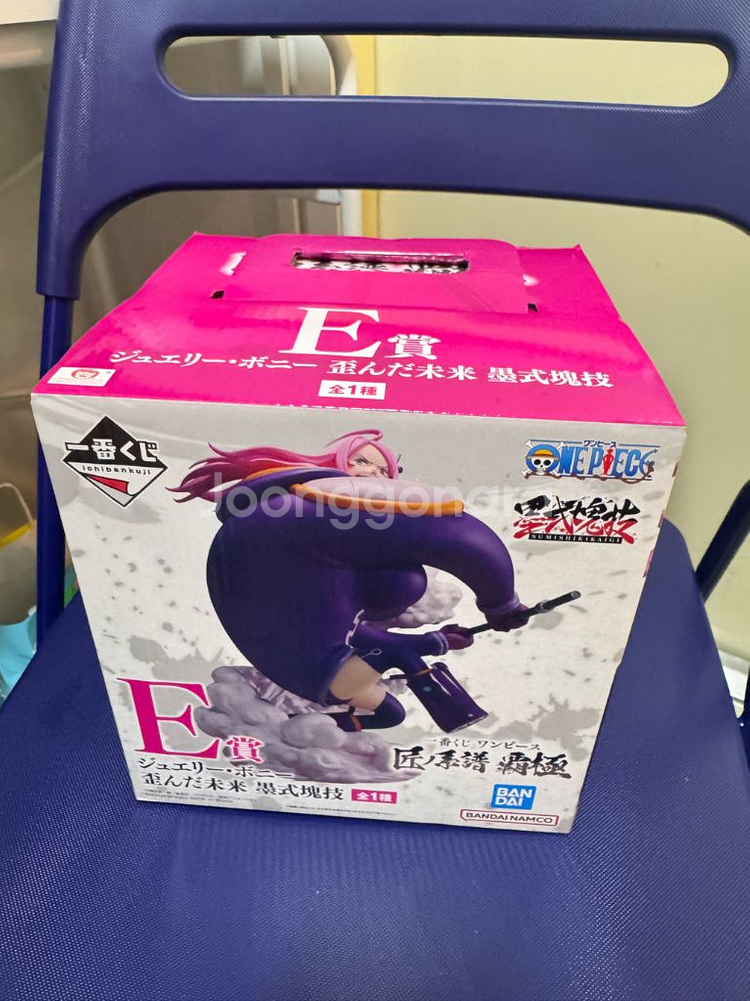 E賞
ジュエリー・ボニー 歪んだ未来 墨式塊技
全1種
一番くじ
ichibankuji
ワンピース
ONE PIECE
墨式塊技
SUMISHIKIKAIGI
Joonggonar
E賞
ジュエリー・ボニー
歪んだ未来 墨式塊技 全1種
一番くじ ワンピース
匠ノ系譜 覇極
BAN
DAI
BANDAI NAMCO